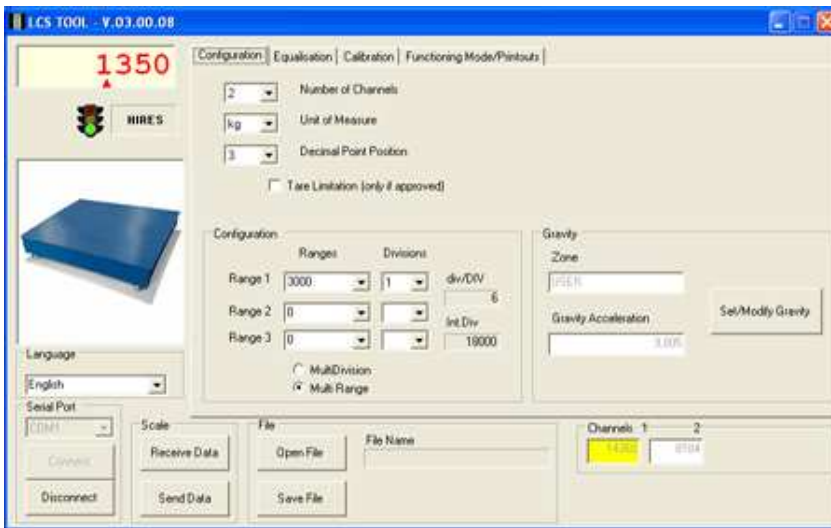 LCS TOOL - V.03.00.08
1350
HIRES
Configuration Equalisation Calibration Functioning Mode/Printouts
2 Number of Channels
kg Unit of Measure
3 Decimal Point Position
Tare Limitation (only if approved)
Configuration
Ranges Divisions
Range 1 3000 1 div/DIV
6
Range 2 0 Int.Div
Range 3 0 18000
MultiDivision
Multi Range
Gravity
Zone
USER
Gravity Acceleration
Set/Modify Gravity
Language
English
Serial Port
COM1
Connect
Disconnect
Scale
Receive Data
Send Data
File
Open File
File Name
Save File
Channels 1 2